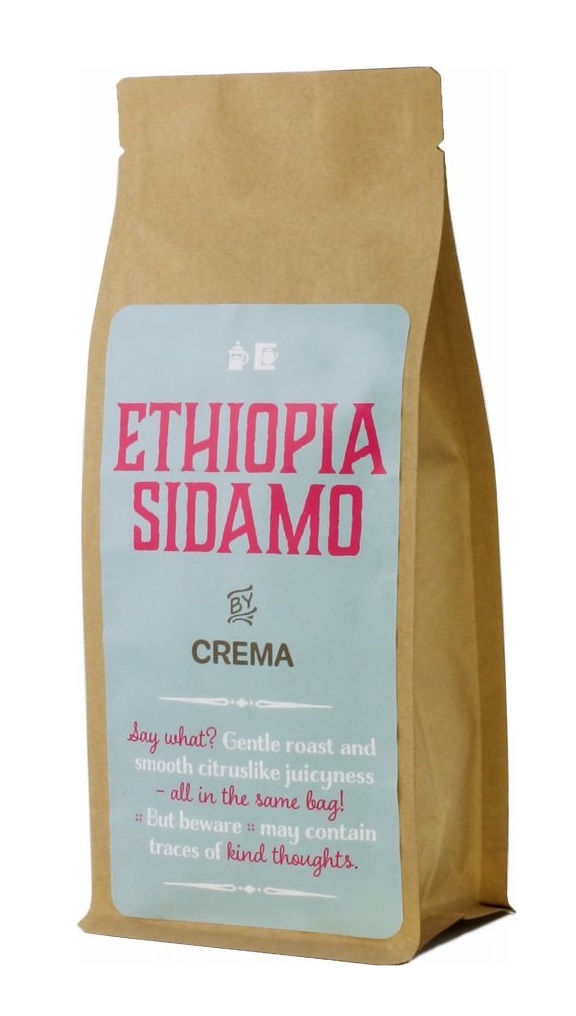 ETHIOPIA
SIDAMO
BY
CREMA
Say what? Gentle roast and
smooth citruslike juicyness
- all in the same bag!
:: But beware :: may contain
traces of kind thoughts.